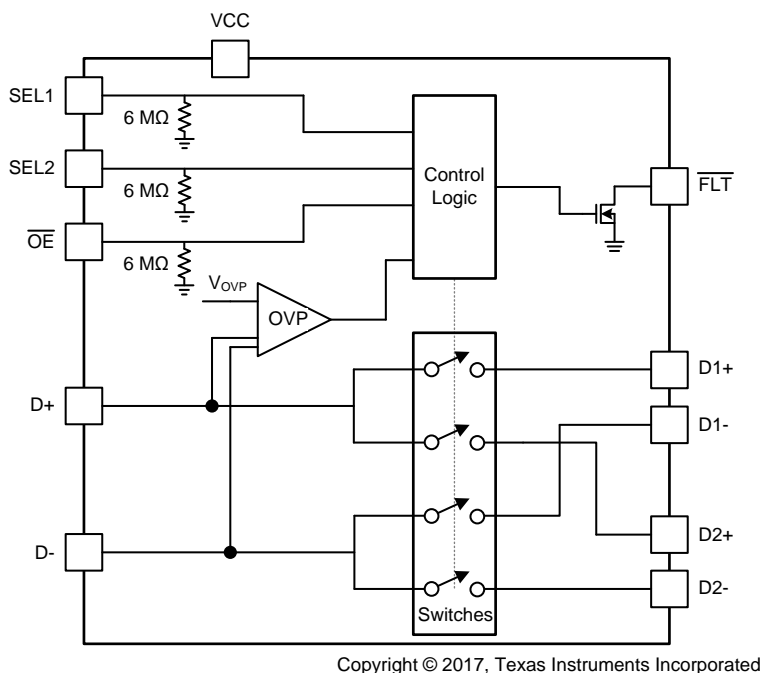 VCC
SEL1
6 MΩ
SEL2
6 MΩ
OE
6 MΩ
Control
Logic
FLT
VOVP
OVP
D+
D-
D1+
D1-
D2+
D2-
Switches
Copyright © 2017, Texas Instruments Incorporated